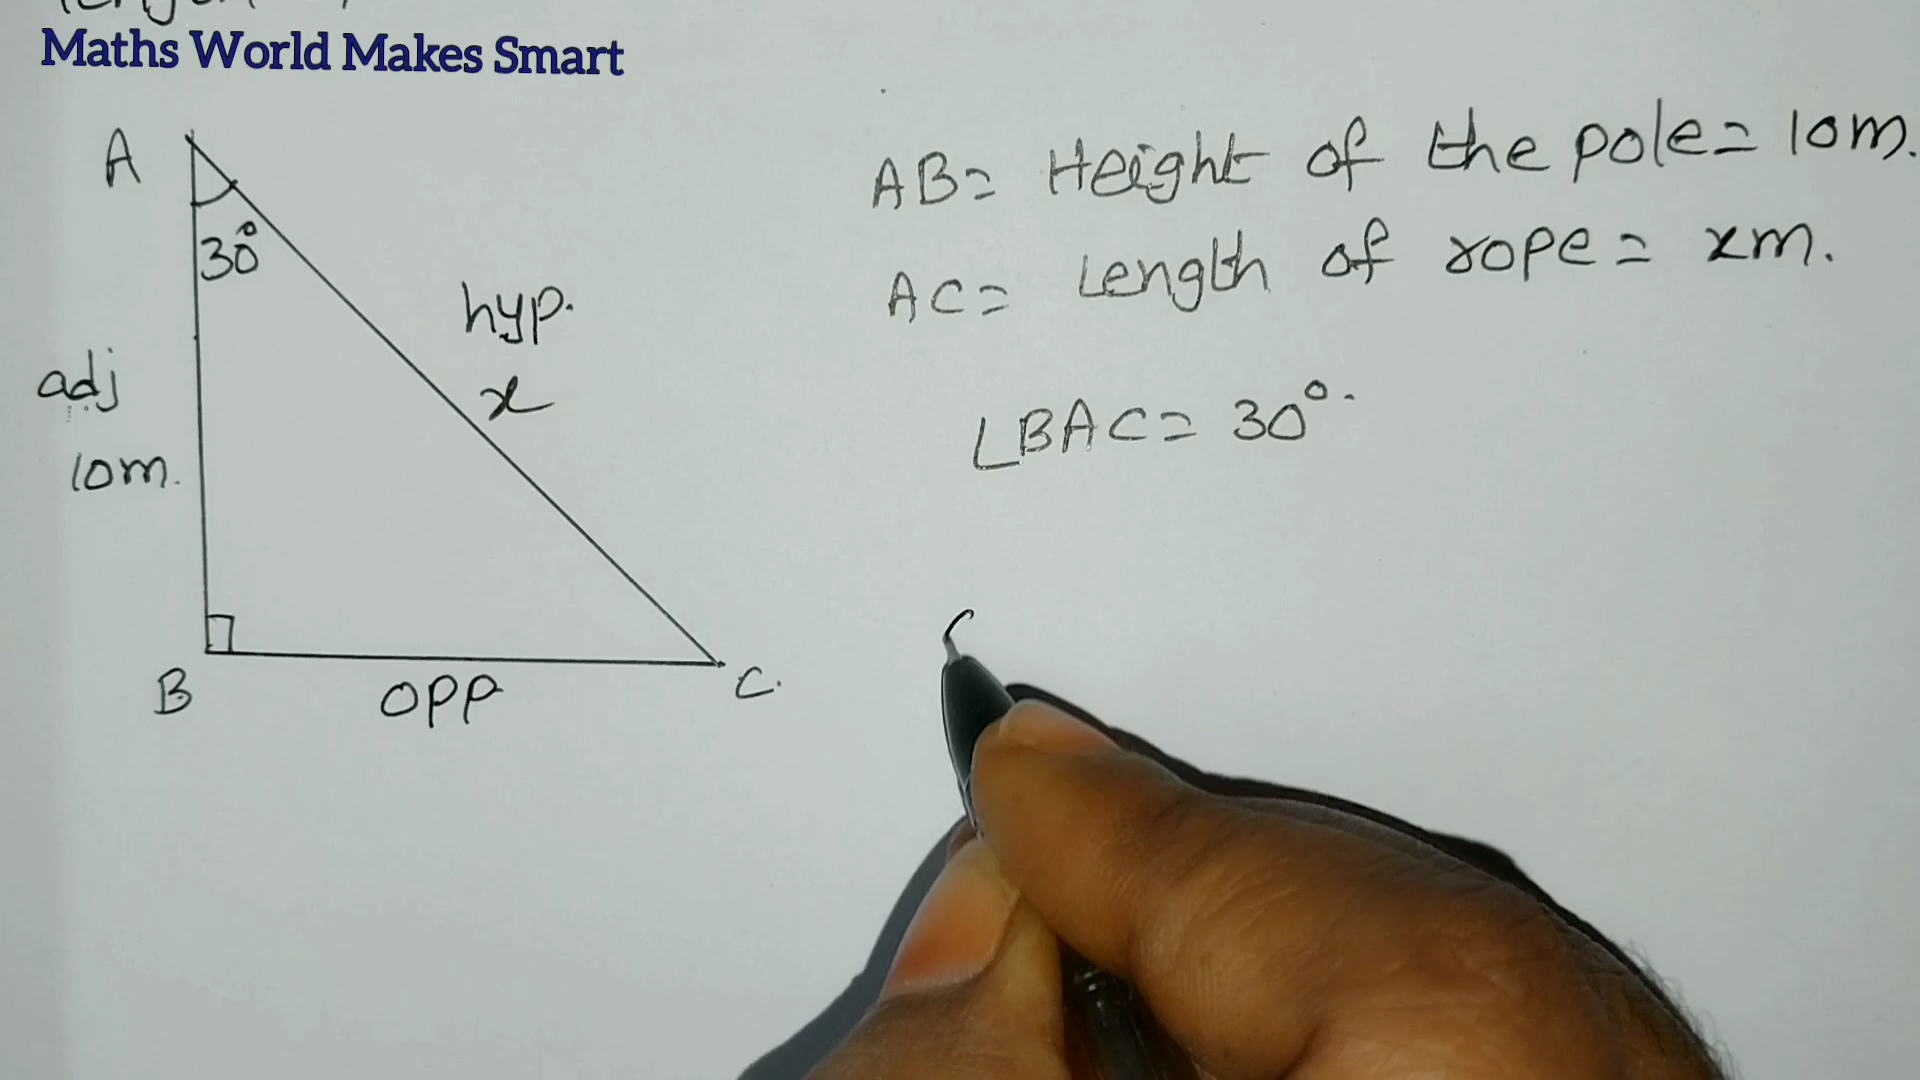 Maths World Makes Smart
A
30°
hyp.
x
adj
10m.
B
opp
C.
AB = Height of the pole = 10m.
AC = Length of rope = xm.
∠BAC = 30°.